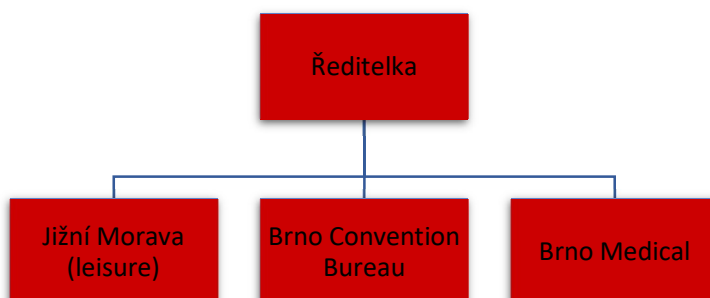 Ředitelka
Jižní Morava
(leisure)
Brno Convention
Bureau
Brno Medical